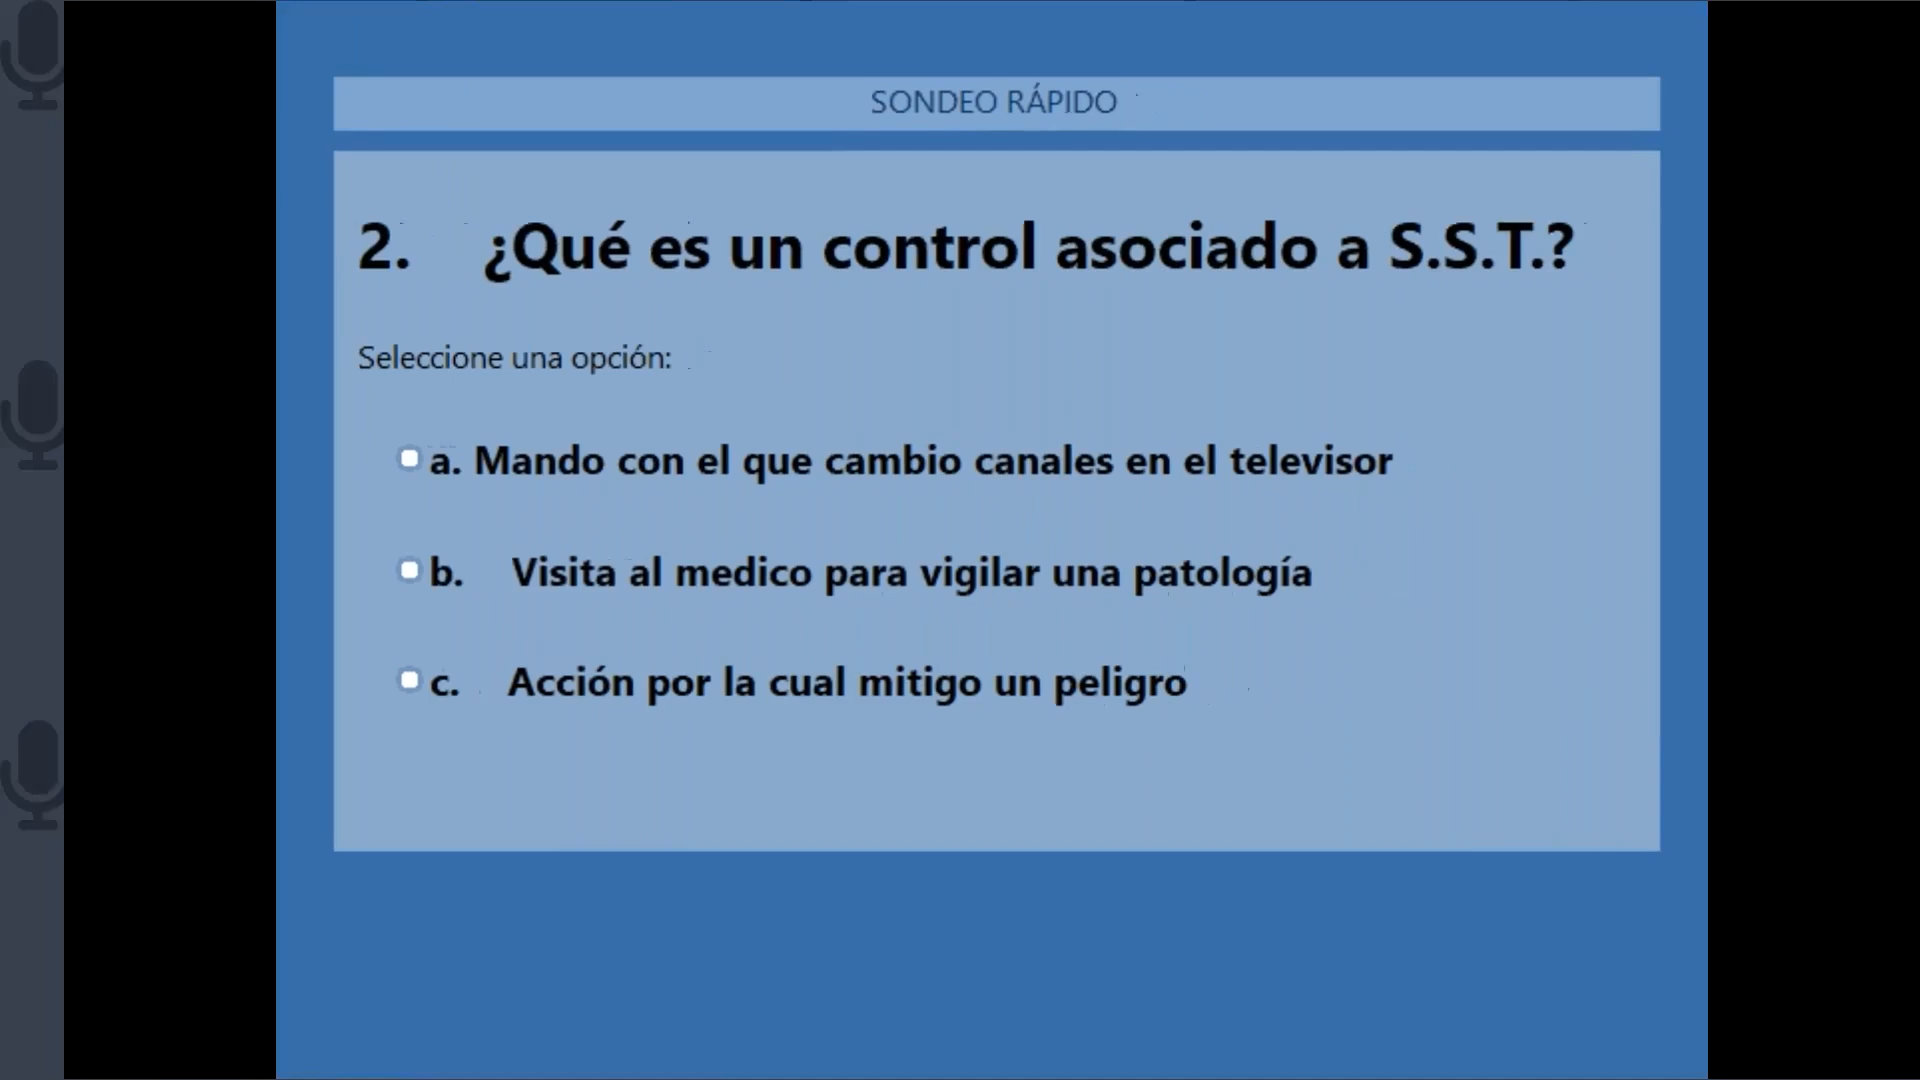 SONDEO RÁPIDO
2. ¿Qué es un control asociado a S.S.T.?
Seleccione una opción:
a. Mando con el que cambio canales en el televisor
b. Visita al medico para vigilar una patología
c. Acción por la cual mitigo un peligro